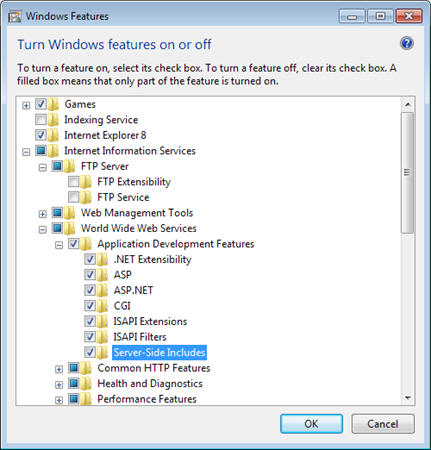 Windows Features
Turn Windows features on or off
To turn a feature on, select its check box. To turn a feature off, clear its check box. A
filled box means that only part of the feature is turned on.
Games
Indexing Service
Internet Explorer 8
Internet Information Services
FTP Server
FTP Extensibility
FTP Service
Web Management Tools
World Wide Web Services
Application Development Features
.NET Extensibility
ASP
ASP.NET
CGI
ISAPI Extensions
ISAPI Filters
Server-Side Includes
Common HTTP Features
Health and Diagnostics
Performance Features
OK
Cancel